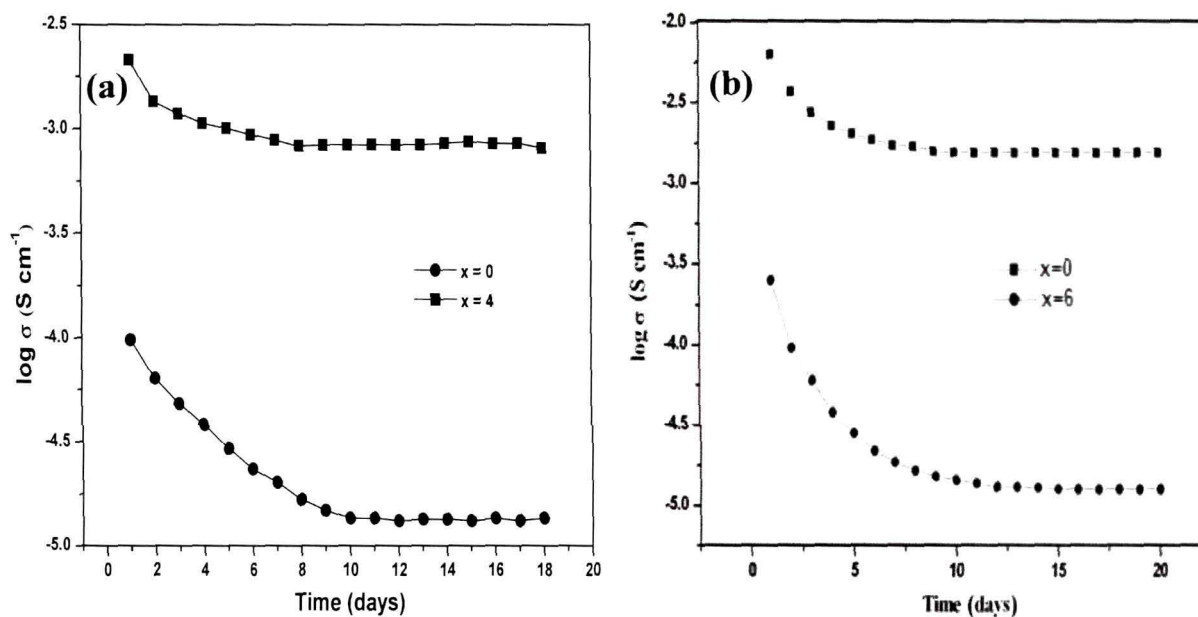 (a)
log σ (S cm⁻¹)
-2.5
-3.0
-3.5
-4.0
-4.5
-5.0
x = 0
x = 4
0 2 4 6 8 10 12 14 16 18 20
Time (days)
(b)
log σ (S cm⁻¹)
-2.0
-2.5
-3.0
-3.5
-4.0
-4.5
-5.0
x=0
x=6
0 5 10 15 20
Time (days)